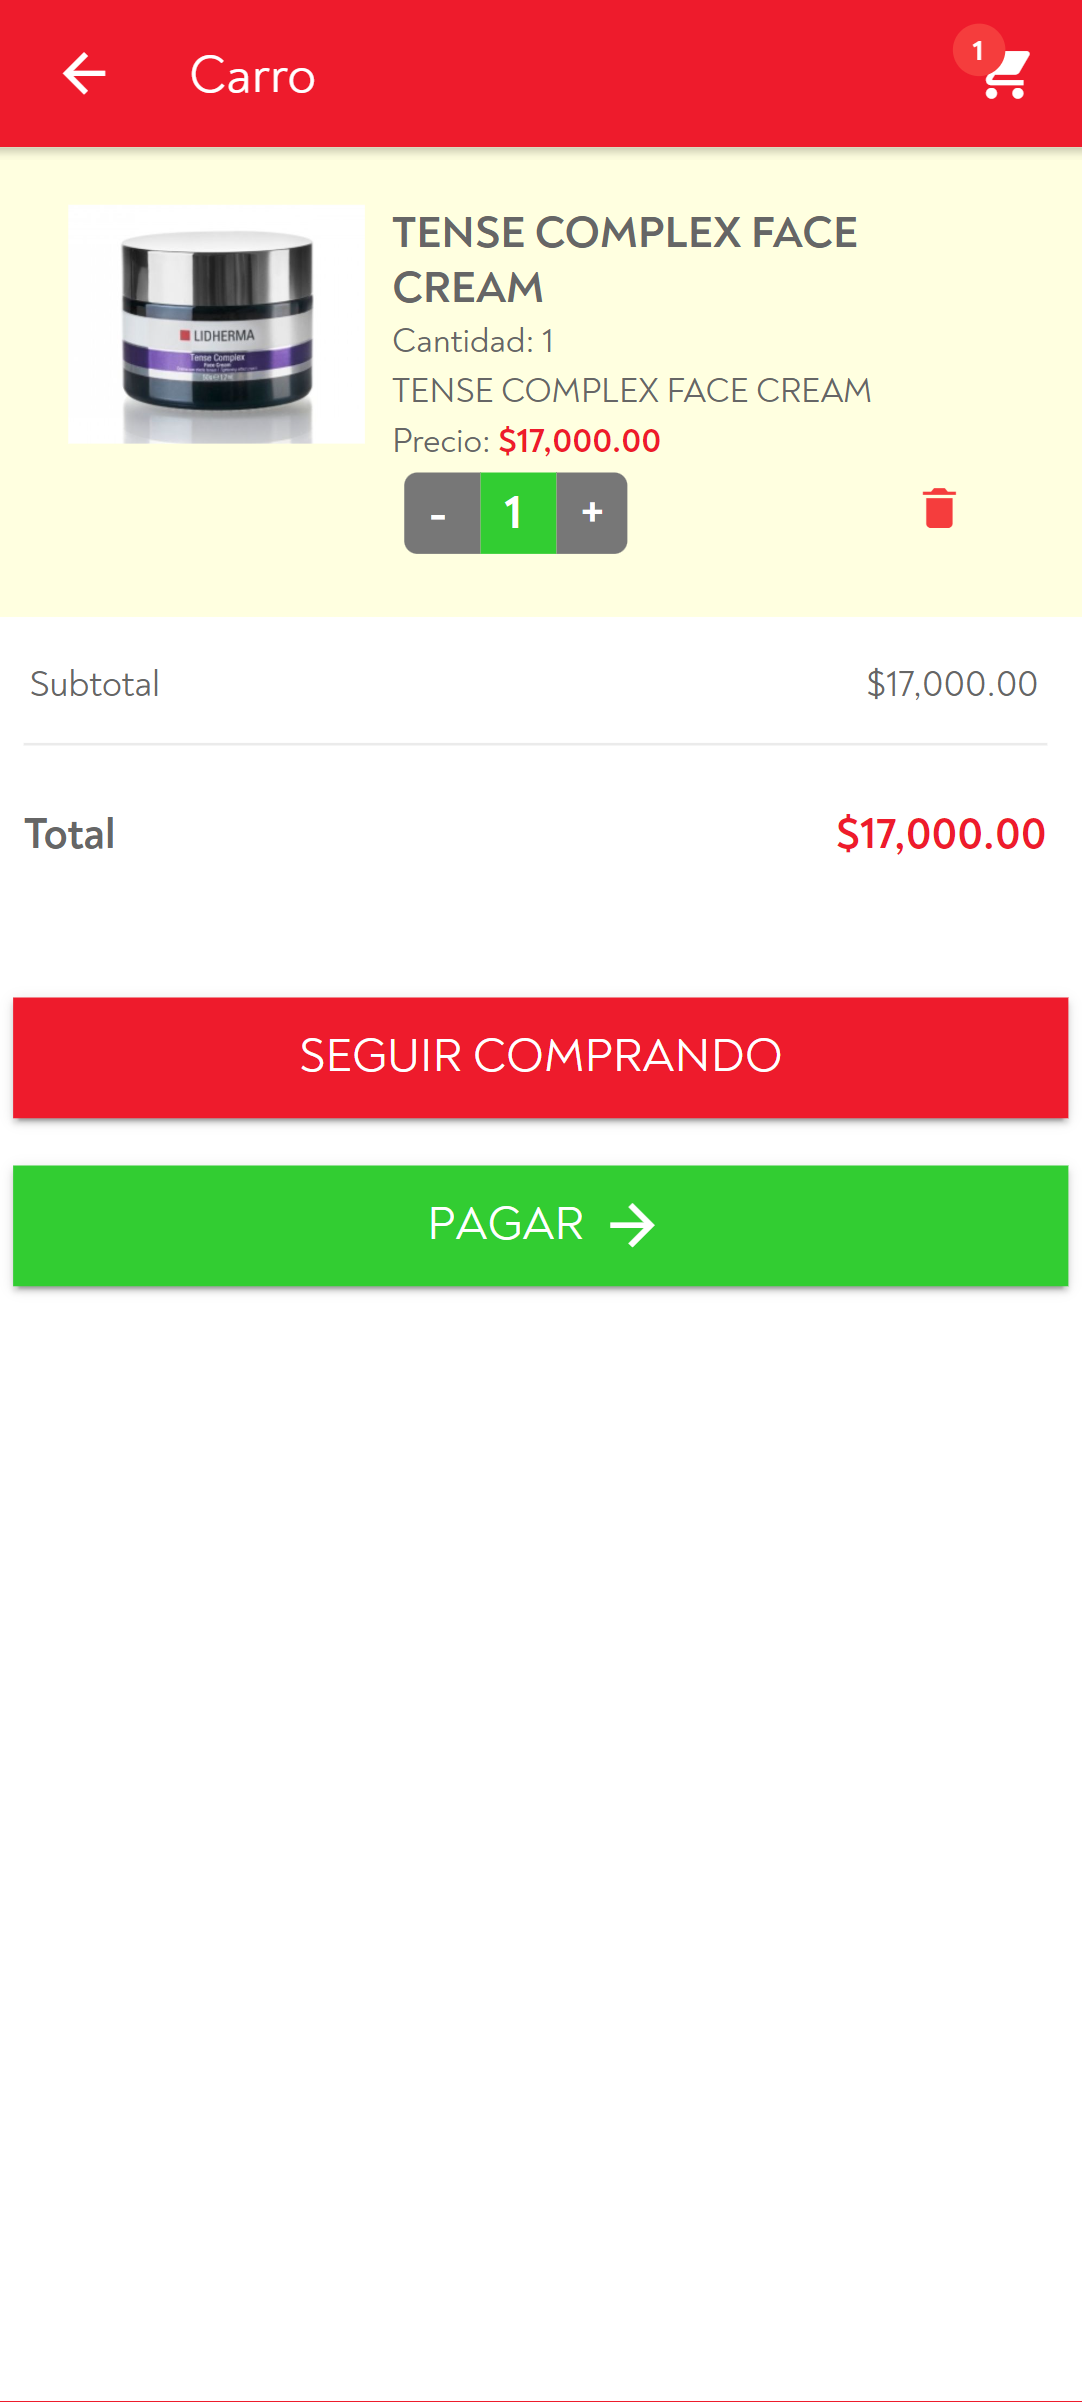 Carro
1
TENSE COMPLEX FACE
CREAM
LIDHERMA
Tense Complex
Face Cream
Cantidad: 1
TENSE COMPLEX FACE CREAM
Precio: $17,000.00
- 1 +
Subtotal $17,000.00
Total $17,000.00
SEGUIR COMPRANDO
PAGAR